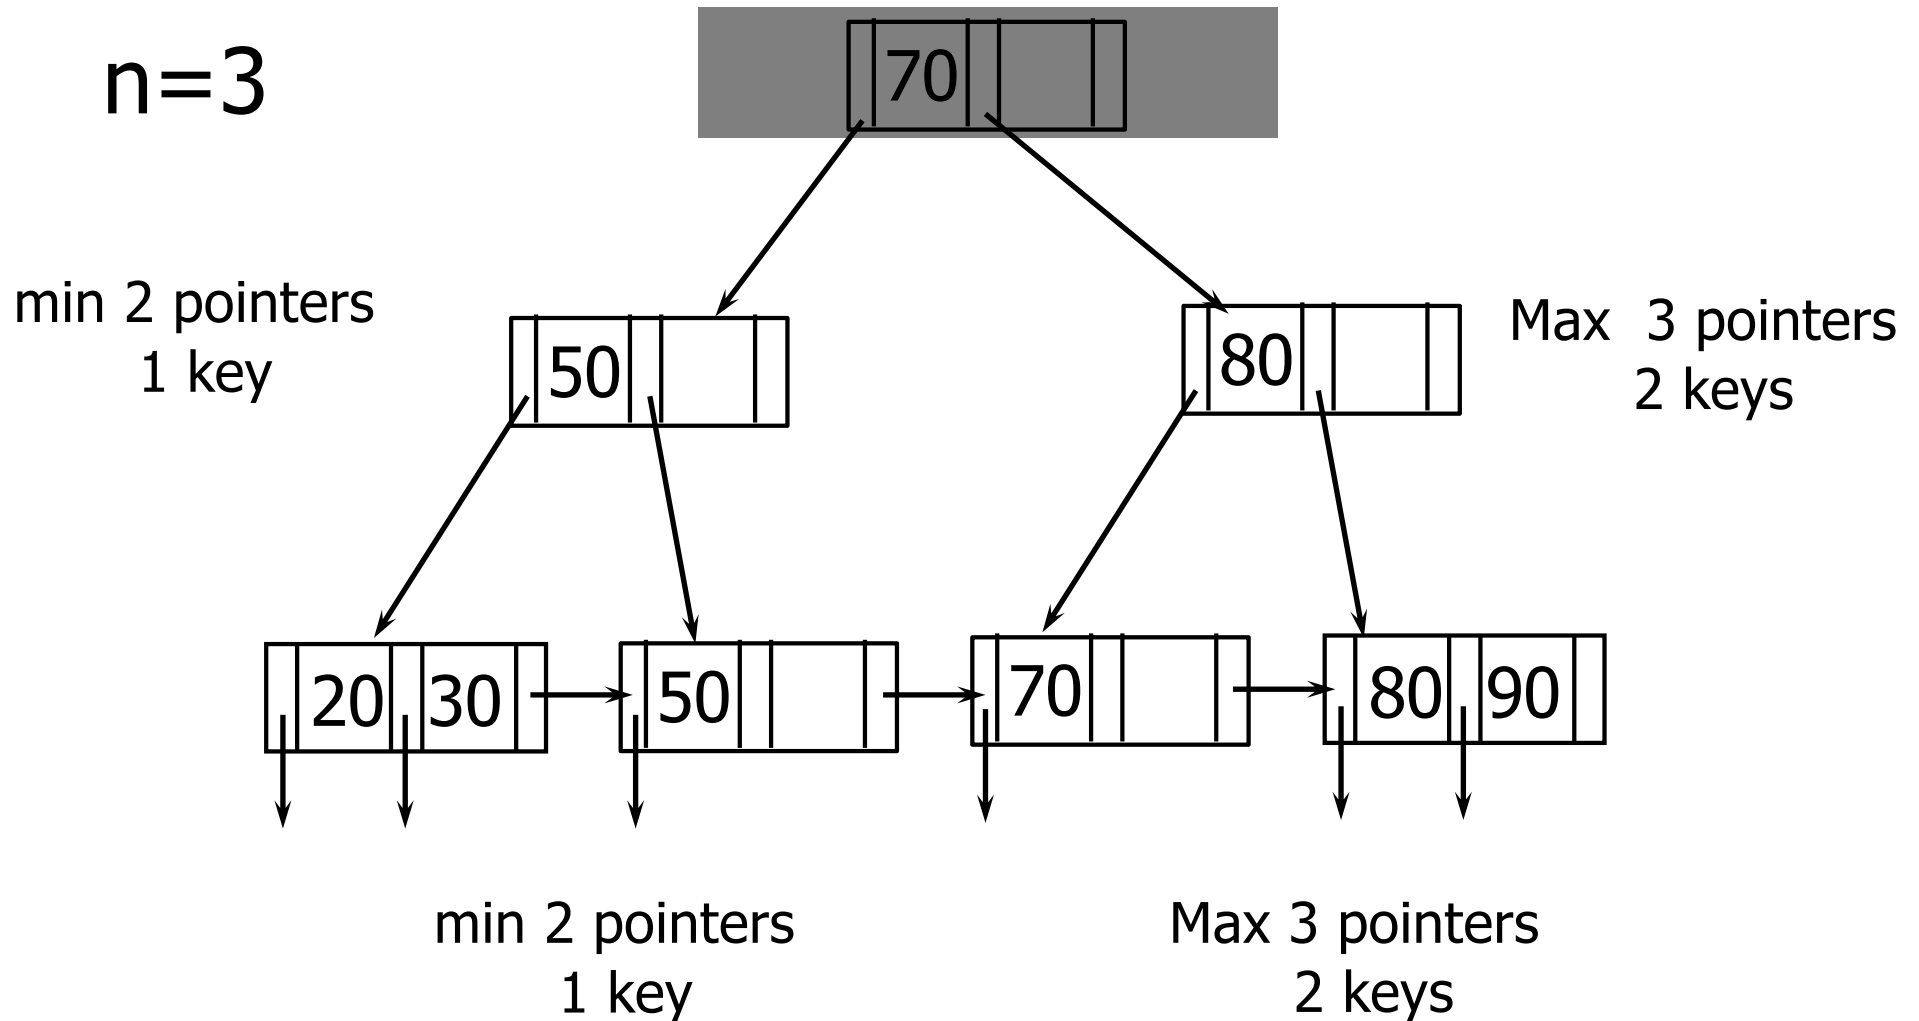 n=3
70
min 2 pointers
1 key
50
80
Max 3 pointers
2 keys
20 30
50
70
80 90
min 2 pointers
1 key
Max 3 pointers
2 keys